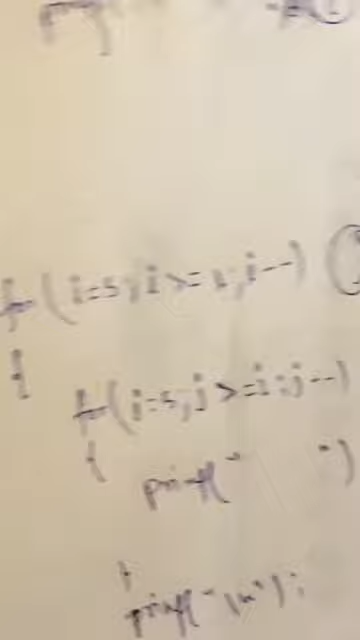 for(i=5;i>=1;i--)
{
for(i=5;j>=i;j--)
{
printf(" ")
}
printf("\n");